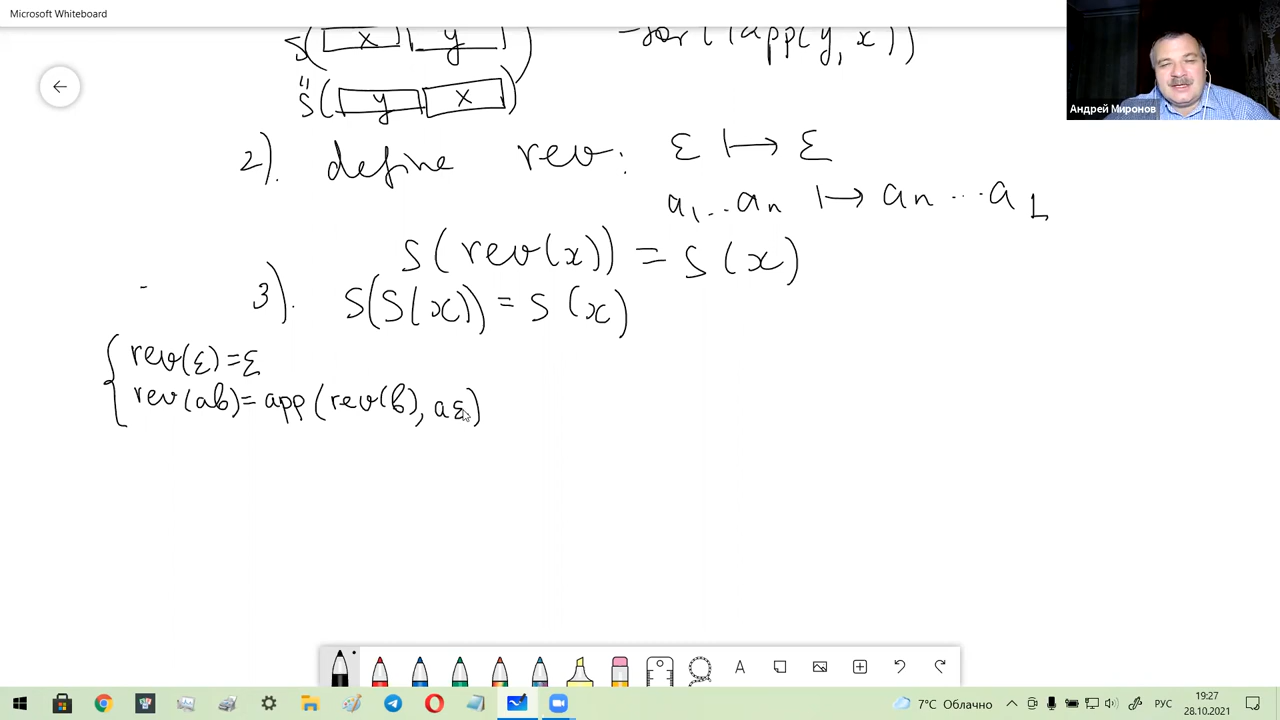 Microsoft Whiteboard
S( x y )
app(y, x))
"
S( y x )
2). define rev: ε ↦ ε
a1...an ↦ an...a1
S(rev(x)) = S(x)
3). S(S(x)) = S(x)
{ rev(ε)=ε
rev(ab)= app(rev(b), aε)
Андрей Миронов
A
7°C Облачно
РУС
19:27
28.10.2021